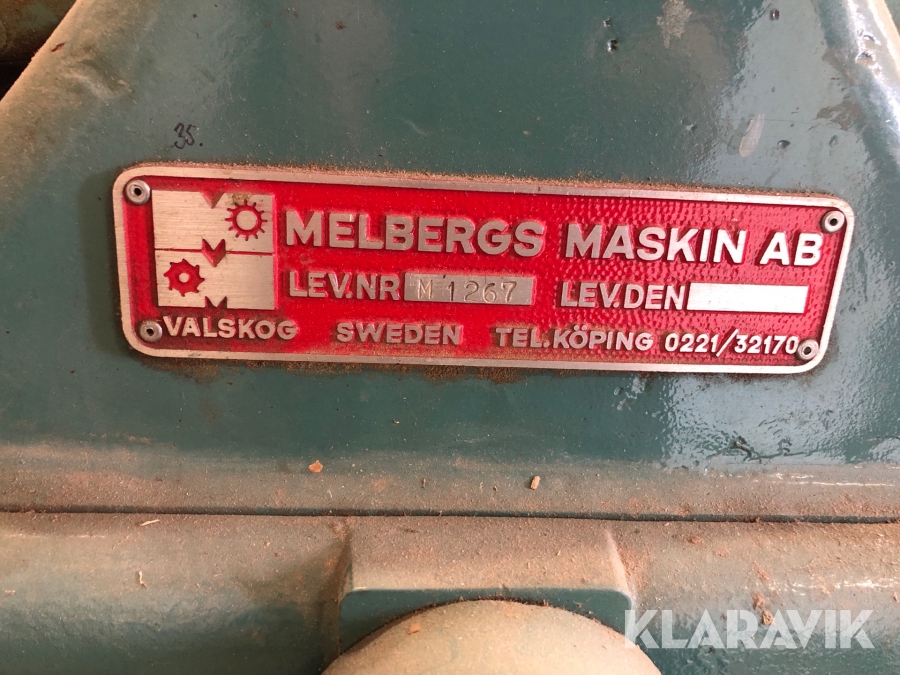 35.
MELBERGS MASKIN AB
LEV.NR M 1267 LEV.DEN
VALSKOG SWEDEN TEL.KÖPING 0221/32170
KLARAVIK